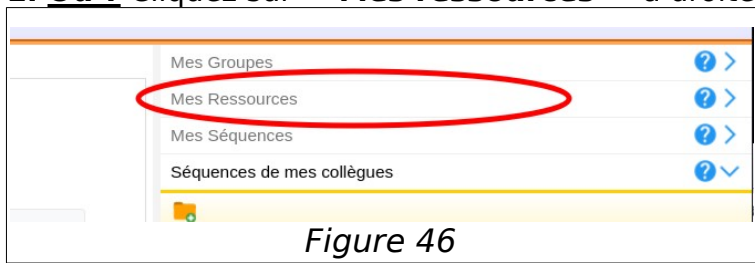 Mes Groupes
Mes Ressources
Mes Séquences
Séquences de mes collègues
Figure 46